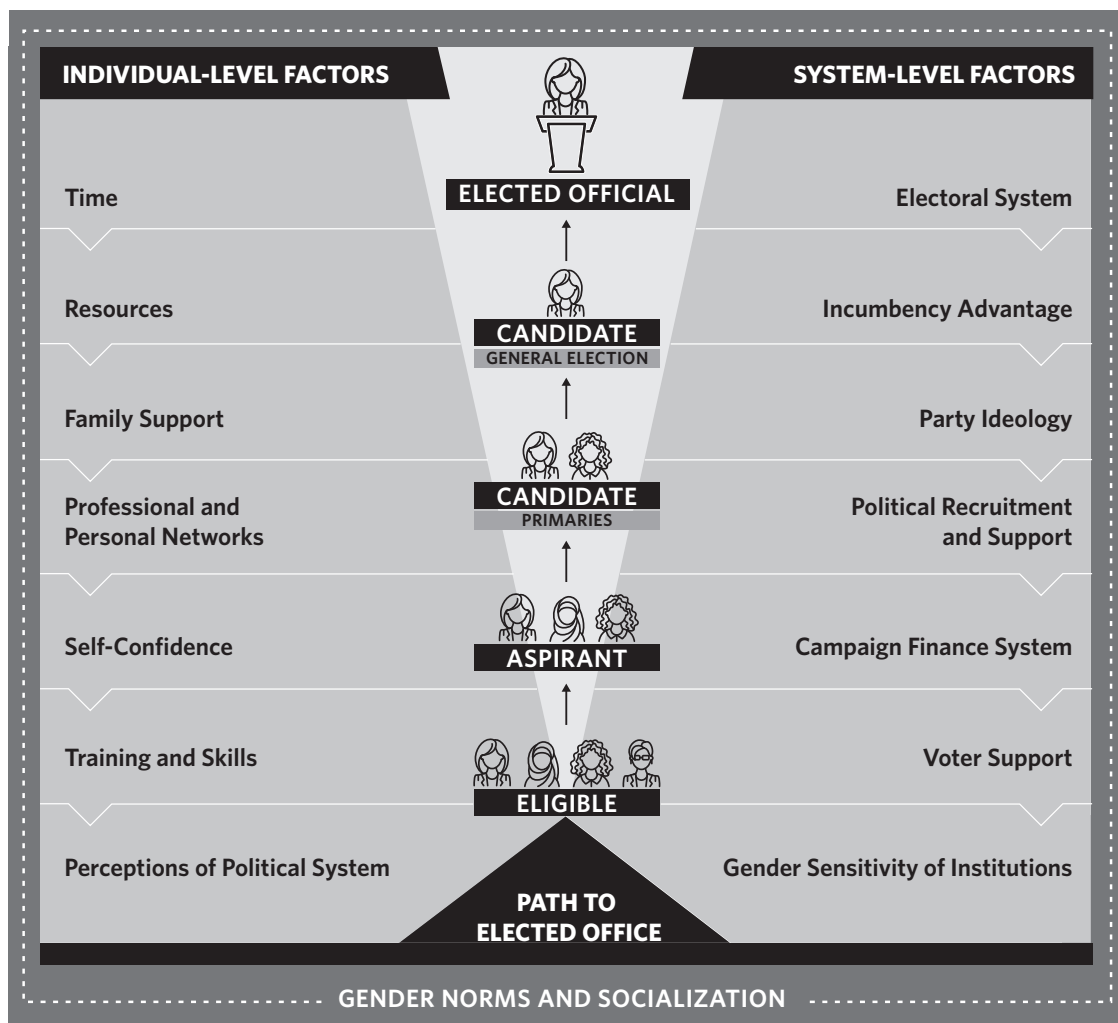 INDIVIDUAL-LEVEL FACTORS
SYSTEM-LEVEL FACTORS
Time
ELECTED OFFICIAL
Electoral System
Resources
Incumbency Advantage
CANDIDATE
GENERAL ELECTION
Family Support
Party Ideology
CANDIDATE
PRIMARIES
Professional and
Personal Networks
Political Recruitment
and Support
Self-Confidence
ASPIRANT
Campaign Finance System
Training and Skills
Voter Support
ELIGIBLE
Perceptions of Political System
Gender Sensitivity of Institutions
PATH TO
ELECTED OFFICE
GENDER NORMS AND SOCIALIZATION